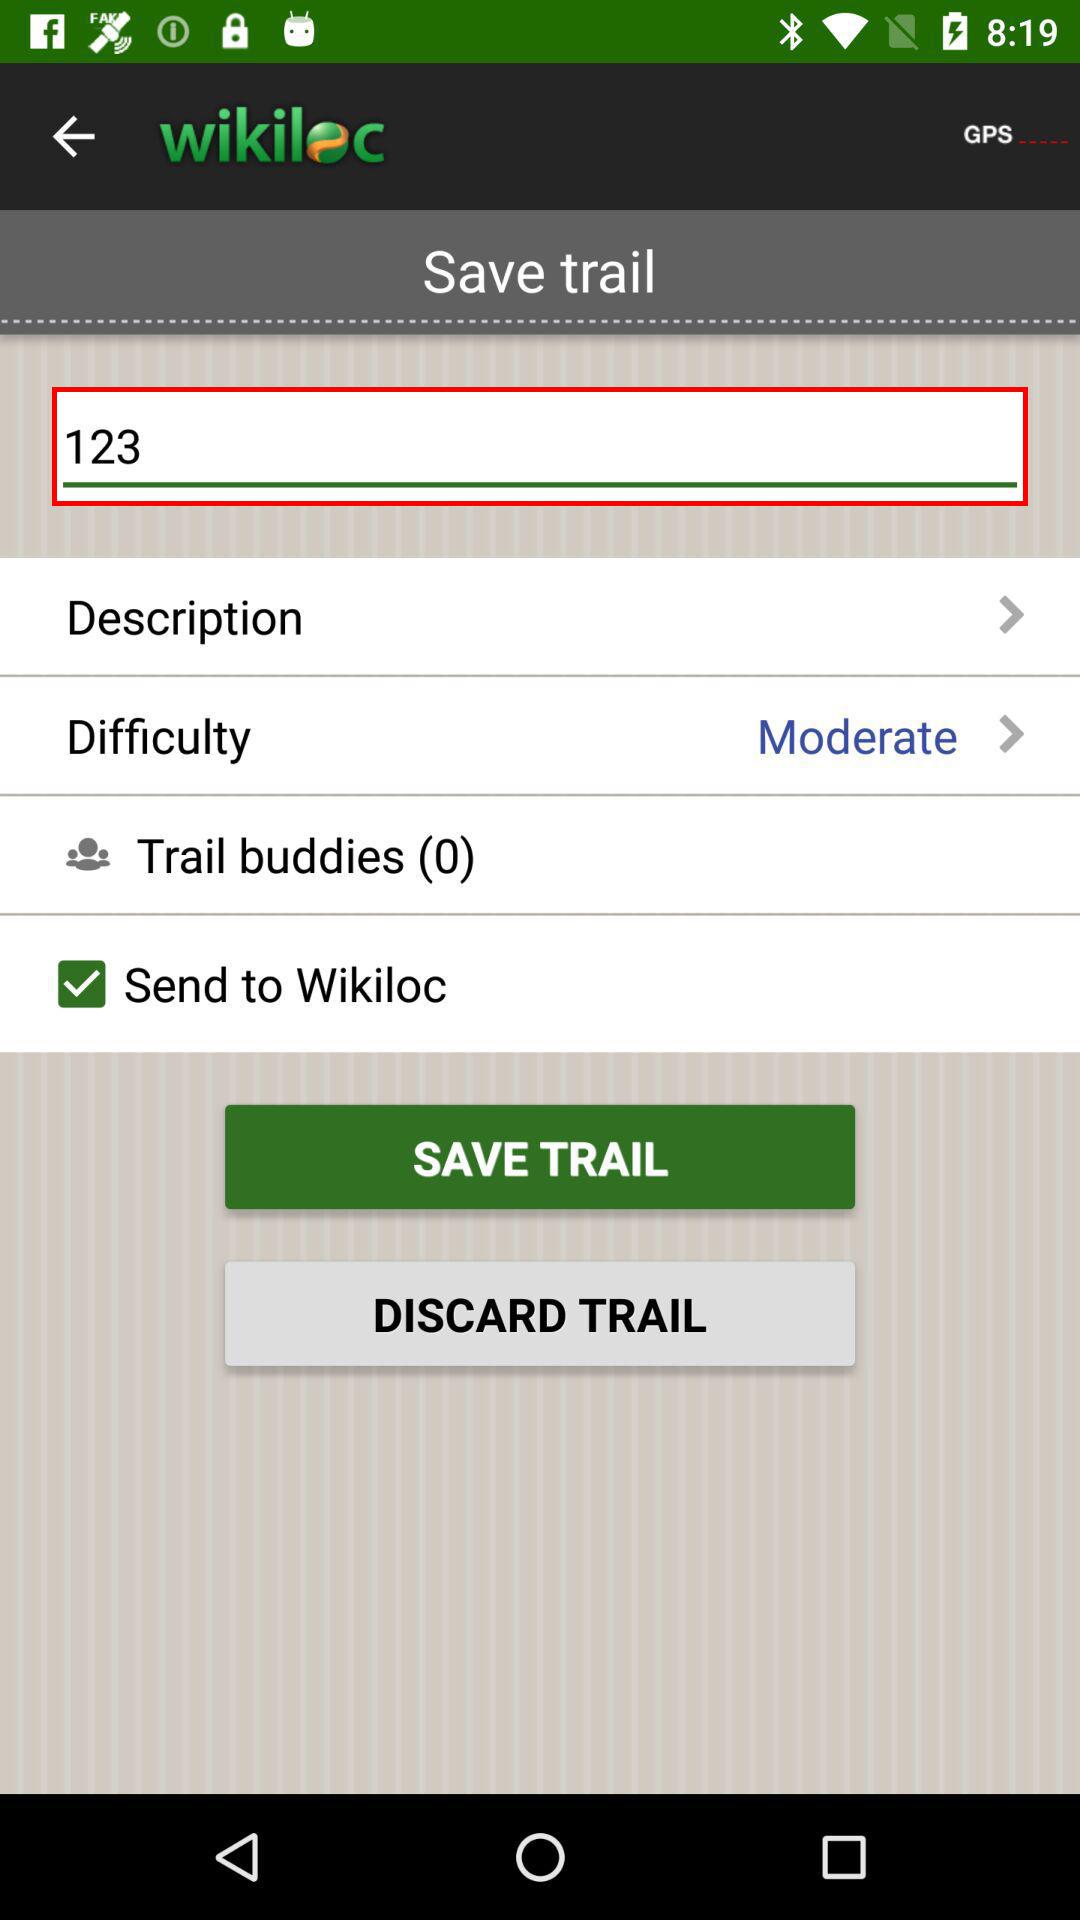 FAKE
8:19
wikiloc
GPS
Save trail
123
Description
Difficulty Moderate
Trail buddies (0)
Send to Wikiloc
SAVE TRAIL
DISCARD TRAIL